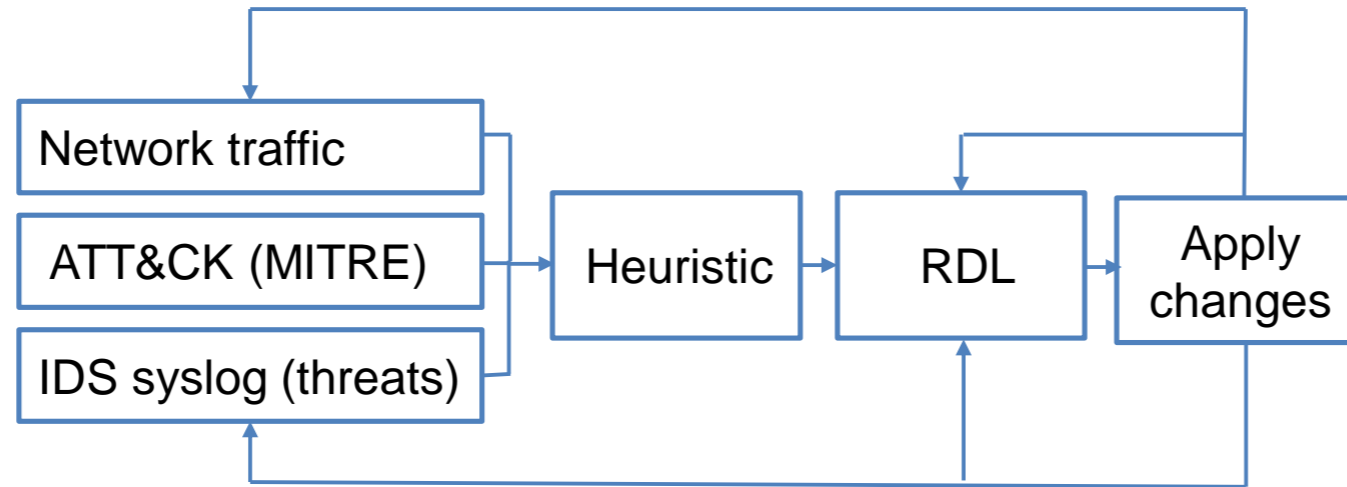 Network traffic
ATT&CK (MITRE)
IDS syslog (threats)
Heuristic
RDL
Apply
changes